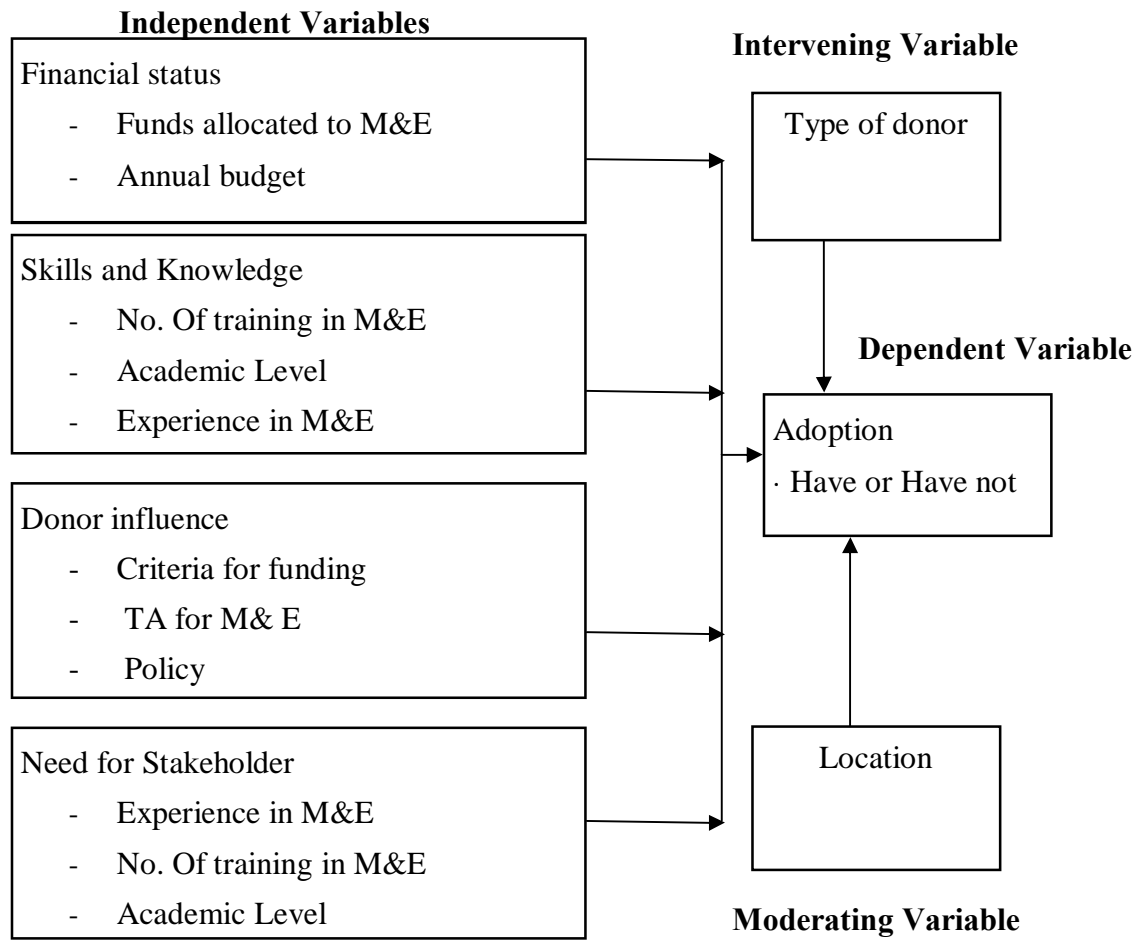 Independent Variables
Financial status
- Funds allocated to M&E
- Annual budget
Skills and Knowledge
- No. Of training in M&E
- Academic Level
- Experience in M&E
Donor influence
- Criteria for funding
- TA for M& E
- Policy
Need for Stakeholder
- Experience in M&E
- No. Of training in M&E
- Academic Level
Intervening Variable
Type of donor
Dependent Variable
Adoption
· Have or Have not
Location
Moderating Variable